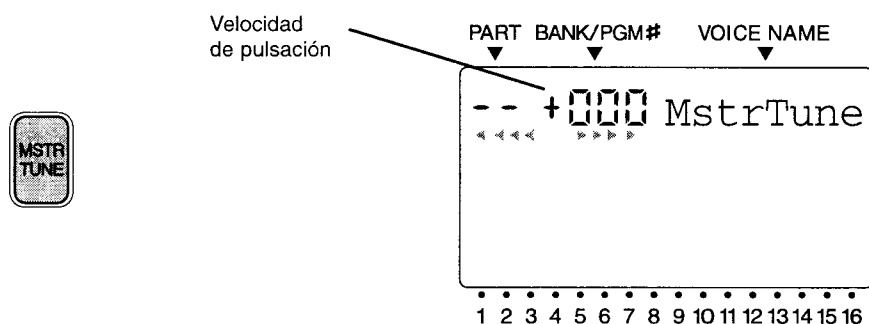 Velocidad
de pulsación
PART BANK/PGM# VOICE NAME
-- +000 MstrTune
MSTR
TUNE
1 2 3 4 5 6 7 8 9 10 11 12 13 14 15 16